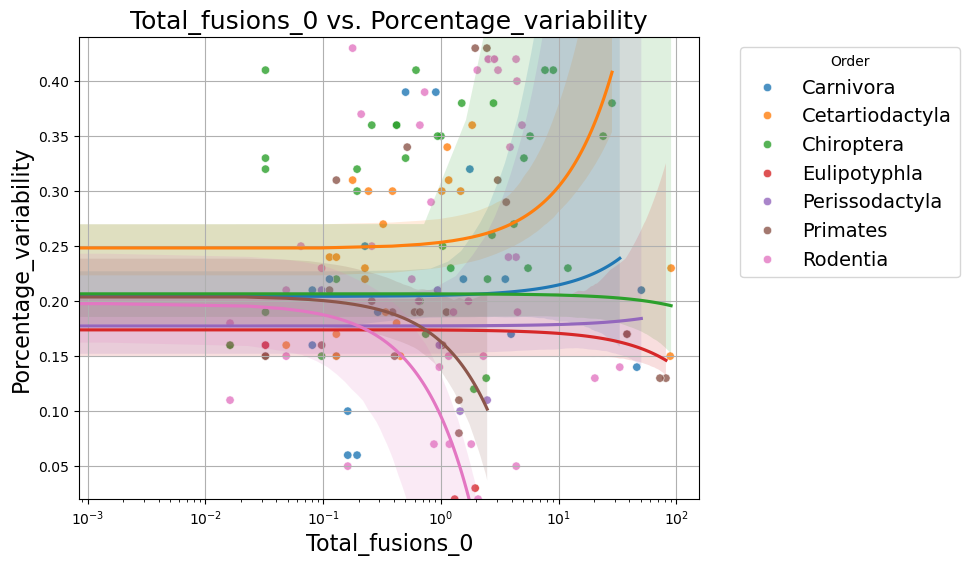 Total_fusions_0 vs. Porcentage_variability
Porcentage_variability
0.40
0.35
0.30
0.25
0.20
0.15
0.10
0.05
10⁻³
10⁻²
10⁻¹
10⁰
10¹
10²
Total_fusions_0
Order
Carnivora
Cetartiodactyla
Chiroptera
Eulipotyphla
Perissodactyla
Primates
Rodentia